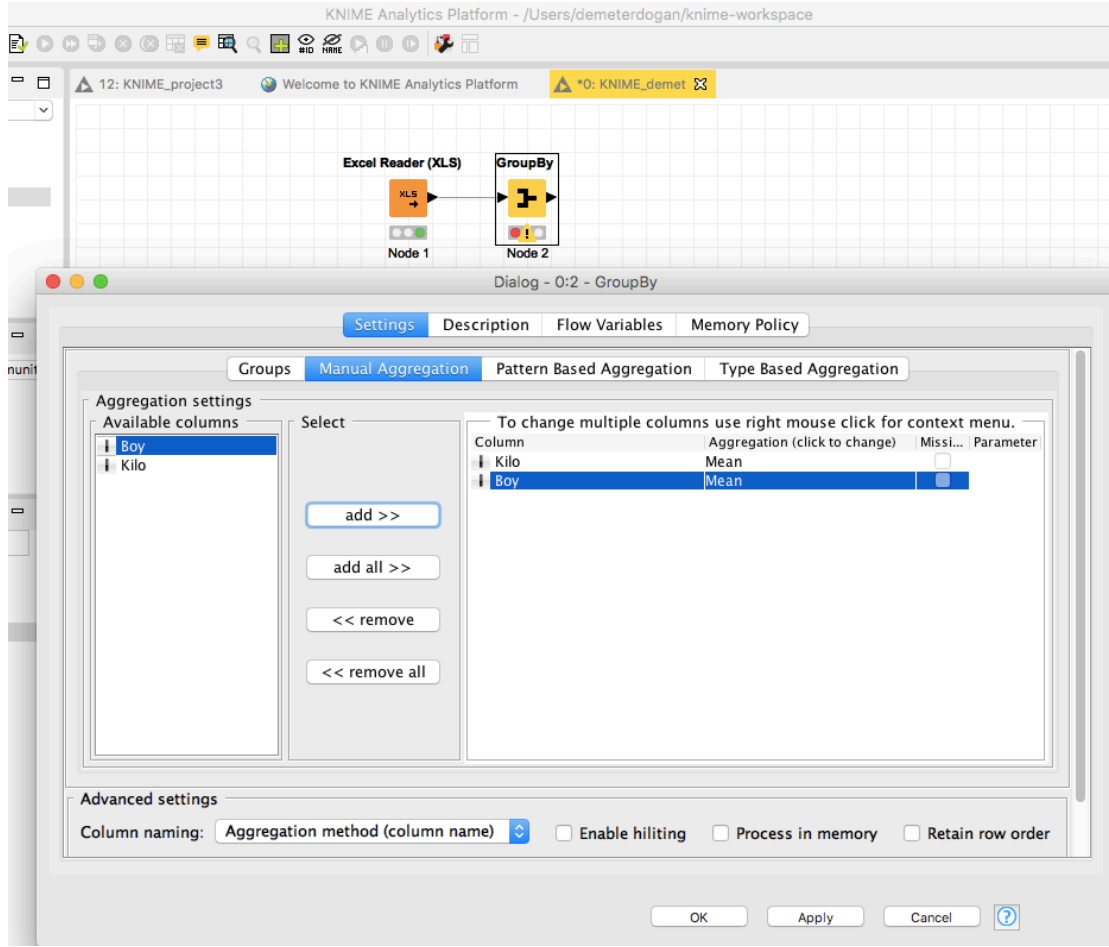 KNIME Analytics Platform - /Users/demeterdogan/knime-workspace
#ID NAME
12: KNIME_project3 Welcome to KNIME Analytics Platform *0: KNIME_demet
Excel Reader (XLS) GroupBy
XLS
Node 1 Node 2
Dialog - 0:2 - GroupBy
Settings Description Flow Variables Memory Policy
Groups Manual Aggregation Pattern Based Aggregation Type Based Aggregation
Aggregation settings
Available columns Select To change multiple columns use right mouse click for context menu.
Column Aggregation (click to change) Missi... Parameter
Boy
Kilo
Kilo Mean
Boy Mean
add >>
add all >>
<< remove
<< remove all
Advanced settings
Column naming: Aggregation method (column name) Enable hiliting Process in memory Retain row order
OK Apply Cancel ?